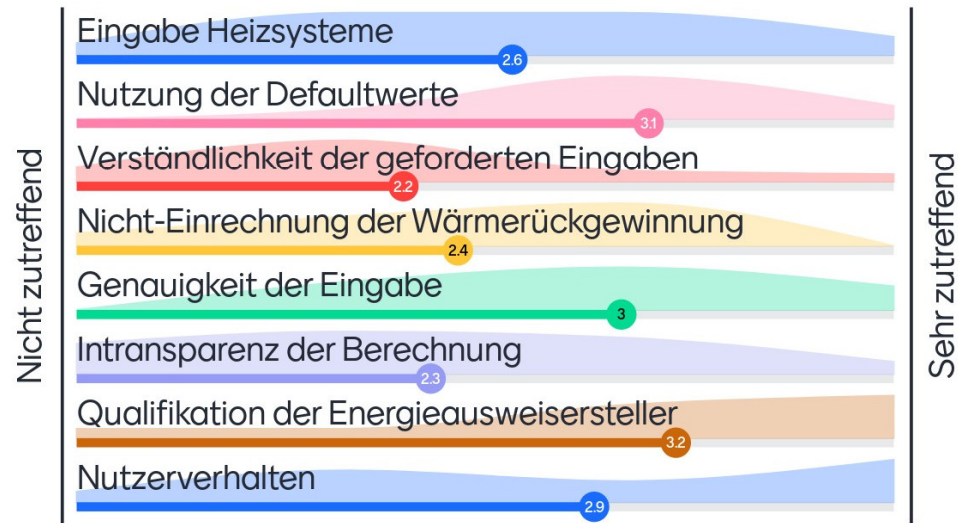 Nicht zutreffend
Eingabe Heizsysteme
2.6
Nutzung der Defaultwerte
3.1
Verständlichkeit der geforderten Eingaben
2.2
Nicht-Einrechnung der Wärmerückgewinnung
2.4
Genauigkeit der Eingabe
3
Intransparenz der Berechnung
2.3
Qualifikation der Energieausweisersteller
3.2
Nutzerverhalten
2.9
Sehr zutreffend